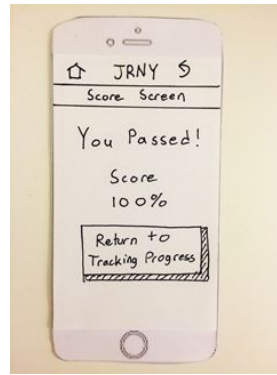 JRNY
Score Screen
You Passed!
Score
100%
Return to
Tracking Progress